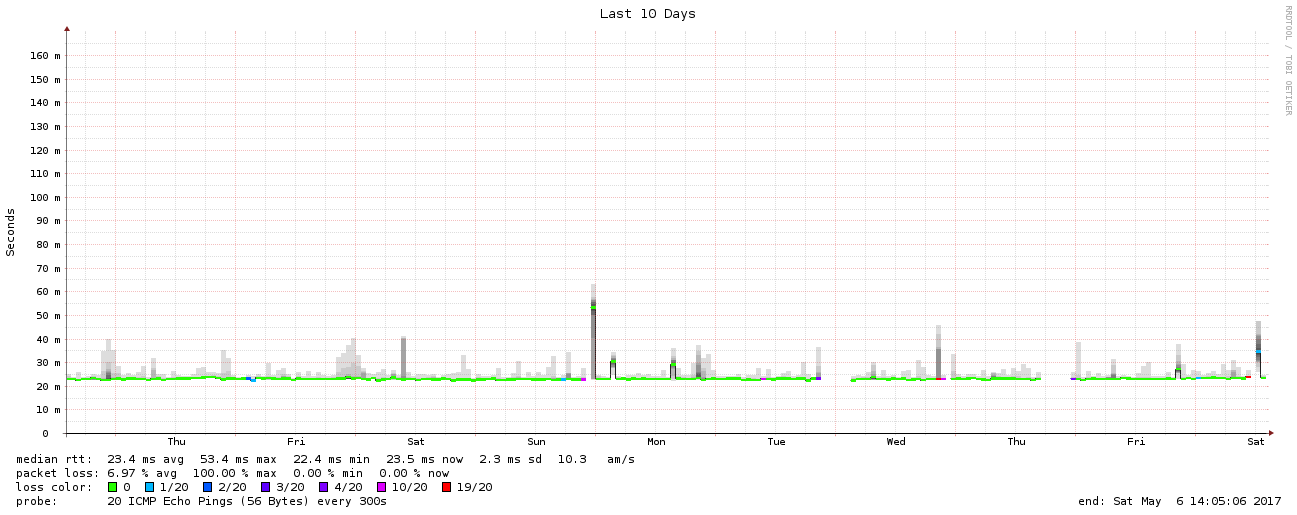 Last 10 Days
RRDTOOL / TOBI OETIKER
Seconds
160 m
150 m
140 m
130 m
120 m
110 m
100 m
90 m
80 m
70 m
60 m
50 m
40 m
30 m
20 m
10 m
0
Thu Fri Sat Sun Mon Tue Wed Thu Fri Sat
median rtt: 23.4 ms avg 53.4 ms max 22.4 ms min 23.5 ms now 2.3 ms sd 10.3 am/s
packet loss: 6.97 % avg 100.00 % max 0.00 % min 0.00 % now
loss color: 0 1/20 2/20 3/20 4/20 10/20 19/20
probe: 20 ICMP Echo Pings (56 Bytes) every 300s end: Sat May 6 14:05:06 2017